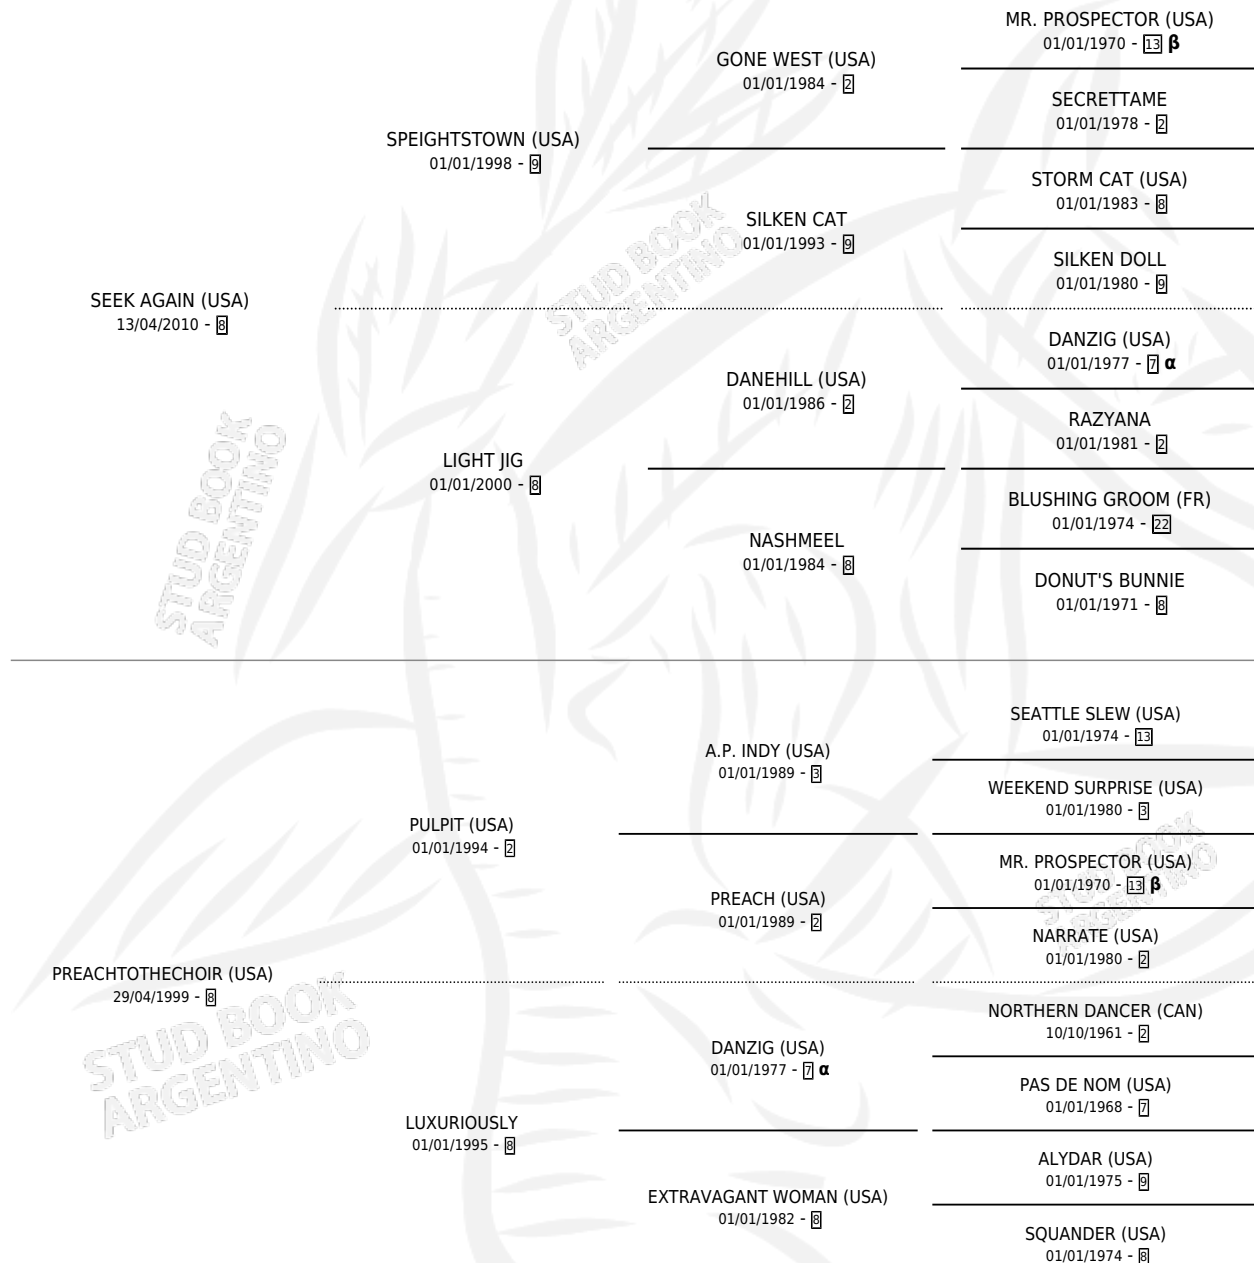 MR. PROSPECTOR (USA)
01/01/1970 - 13 β
GONE WEST (USA)
01/01/1984 - 2
SECRETTAME
01/01/1978 - 2
SPEIGHTSTOWN (USA)
01/01/1998 - 9
STORM CAT (USA)
01/01/1983 - 8
SILKEN CAT
01/01/1993 - 9
SILKEN DOLL
01/01/1980 - 9
SEEK AGAIN (USA)
13/04/2010 - 8
DANZIG (USA)
01/01/1977 - 7 α
DANEHILL (USA)
01/01/1986 - 2
RAZYANA
01/01/1981 - 2
LIGHT JIG
01/01/2000 - 8
BLUSHING GROOM (FR)
01/01/1974 - 22
NASHMEEL
01/01/1984 - 8
DONUT'S BUNNIE
01/01/1971 - 8
SEATTLE SLEW (USA)
01/01/1974 - 13
A.P. INDY (USA)
01/01/1989 - 3
WEEKEND SURPRISE (USA)
01/01/1980 - 3
PULPIT (USA)
01/01/1994 - 2
MR. PROSPECTOR (USA)
01/01/1970 - 13 β
PREACH (USA)
01/01/1989 - 2
NARRATE (USA)
01/01/1980 - 2
PREACHTOTHECHOIR (USA)
29/04/1999 - 8
NORTHERN DANCER (CAN)
10/10/1961 - 2
DANZIG (USA)
01/01/1977 - 7 α
PAS DE NOM (USA)
01/01/1968 - 7
LUXURIOUSLY
01/01/1995 - 8
ALYDAR (USA)
01/01/1975 - 9
EXTRAVAGANT WOMAN (USA)
01/01/1982 - 8
SQUANDER (USA)
01/01/1974 - 8
STUD BOOK
ARGENTINO
STUD BOOK
ARGENTINO
STUD BOOK
ARGENTINO
STUD BOOK
ARGENTINO